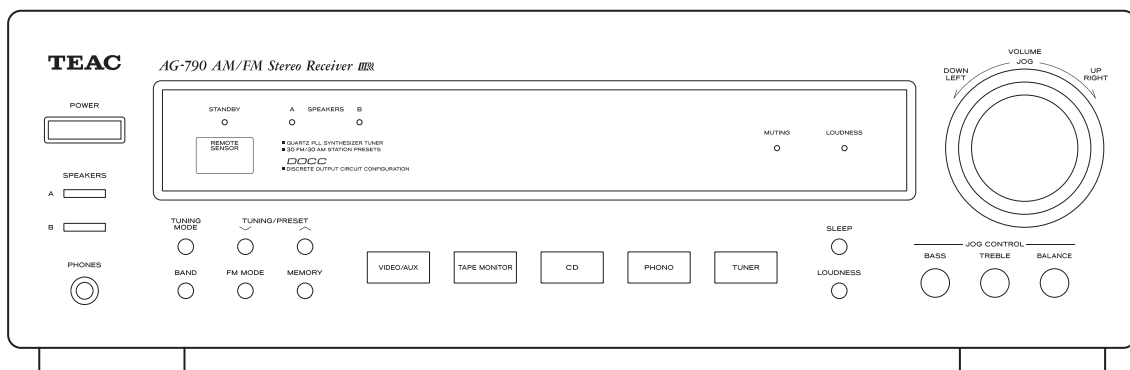 TEAC
AG-790 AM/FM Stereo Receiver
POWER
SPEAKERS
A
B
PHONES
STANDBY
A SPEAKERS B
REMOTE
SENSOR
QUARTZ PLL SYNTHESIZER TUNER
30 FM/30 AM STATION PRESETS
DOCC
DISCRETE OUTPUT CIRCUIT CONFIGURATION
MUTING
LOUDNESS
VOLUME
JOG
DOWN
LEFT
UP
RIGHT
TUNING
MODE
TUNING/PRESET
BAND
FM MODE
MEMORY
VIDEO/AUX
TAPE MONITOR
CD
PHONO
TUNER
SLEEP
LOUDNESS
JOG CONTROL
BASS
TREBLE
BALANCE